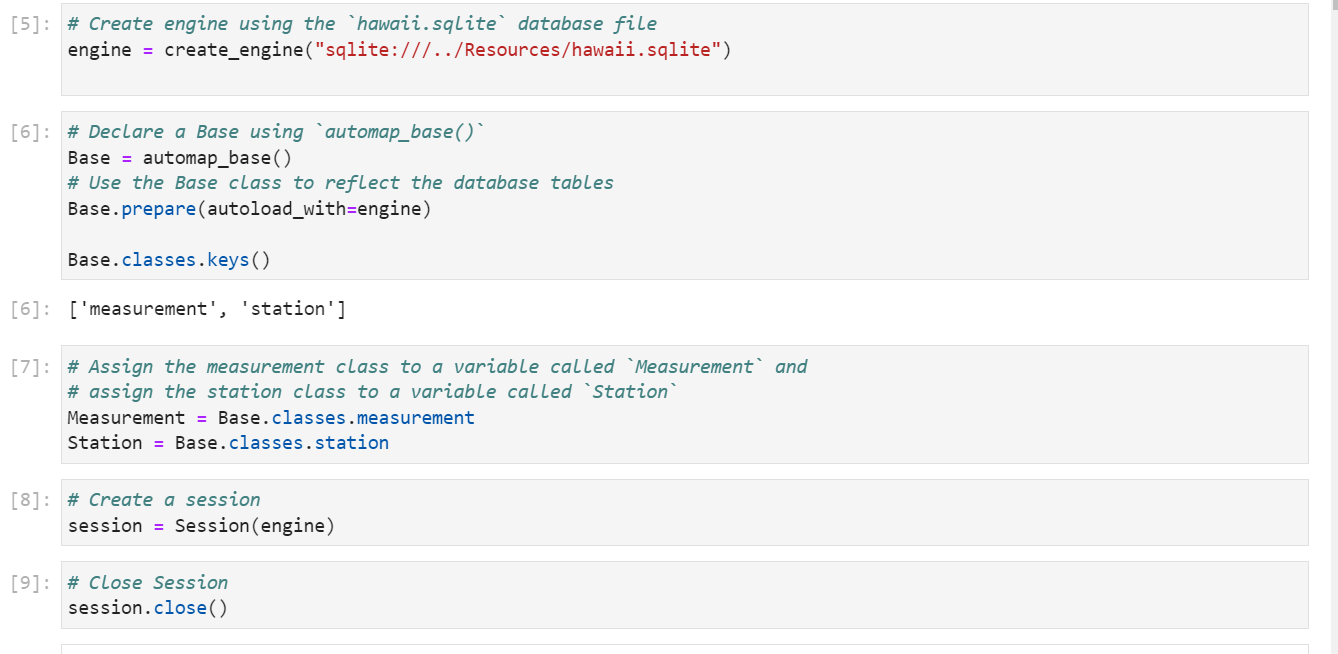 [5]: # Create engine using the `hawaii.sqlite` database file
engine = create_engine("sqlite:///../Resources/hawaii.sqlite")
[6]: # Declare a Base using `automap_base()`
Base = automap_base()
# Use the Base class to reflect the database tables
Base.prepare(autoload_with=engine)
Base.classes.keys()
[6]: ['measurement', 'station']
[7]: # Assign the measurement class to a variable called `Measurement` and
# assign the station class to a variable called `Station`
Measurement = Base.classes.measurement
Station = Base.classes.station
[8]: # Create a session
session = Session(engine)
[9]: # Close Session
session.close()